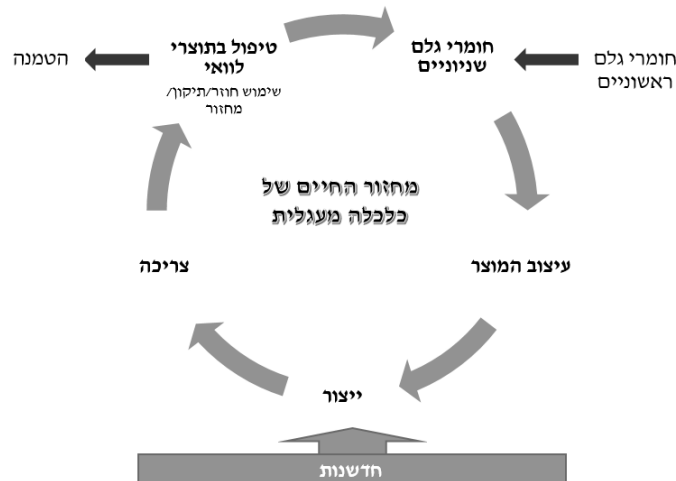 חומרי גלם
ראשוניים
חומרי גלם
שניוניים
טיפול בתוצרי
לוואי
שימוש חוזר/תיקון/
מחזור
הטמנה
מחזור החיים של
כלכלה מעגלית
עיצוב המוצר
צריכה
ייצור
חדשנות